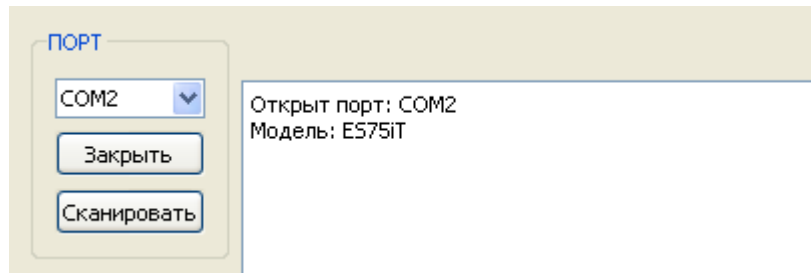 ПОРТ
COM2
Закрыть
Сканировать
Открыт порт: COM2
Модель: ES75iT